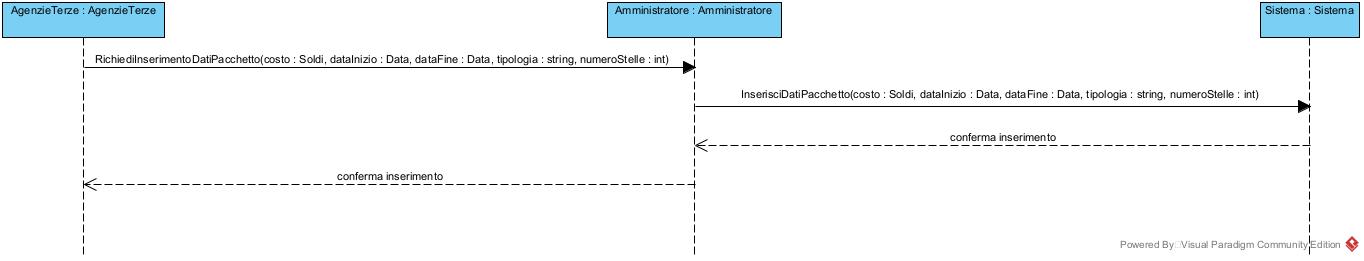 AgenzieTerze : AgenzieTerze
Amministratore : Amministratore
Sistema : Sistema
RichiediInserimentoDatiPacchetto(costo : Soldi, dataInizio : Data, dataFine : Data, tipologia : string, numeroStelle : int)
InserisciDatiPacchetto(costo : Soldi, dataInizio : Data, dataFine : Data, tipologia : string, numeroStelle : int)
conferma inserimento
conferma inserimento
Powered By Visual Paradigm Community Edition